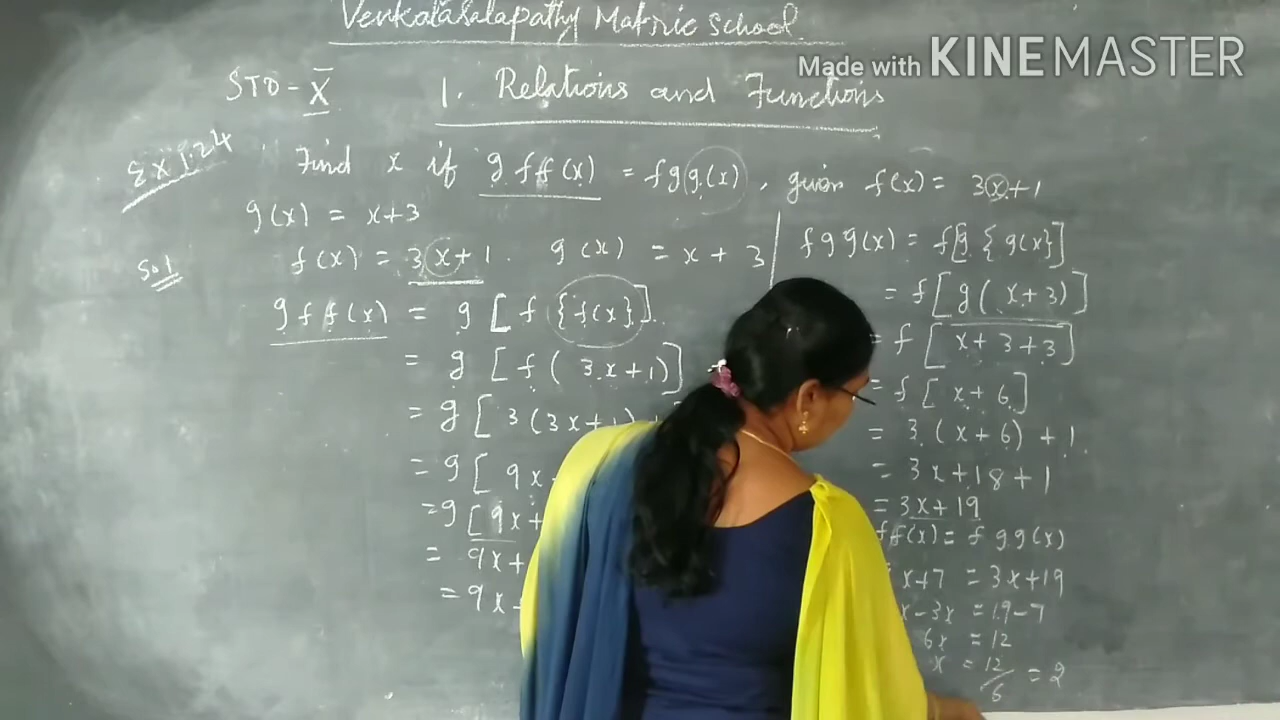 Venkatasalapathy Matric School
Made with KINEMASTER
STD - X
1. Relations and Functions
Ex 1.24
Find x if gff(x) = fgg(x), given f(x) = 3x+1
g(x) = x+3
Sol
f(x) = 3x+1. g(x) = x+3
gff(x) = g[f{f(x)}]
= g[f(3x+1)]
= g[3(3x+1)+
= g[9x
= g[9x+
= 9x+
= 9x
fgg(x) = f[g{g(x)}]
= f[g(x+3)]
= f[x+3+3]
= f[x+6]
= 3(x+6)+1
= 3x+18+1
= 3x+19
ff(x) = fgg(x)
x+7 = 3x+19
x-3x = 19-7
6x = 12
x = 12/6 = 2